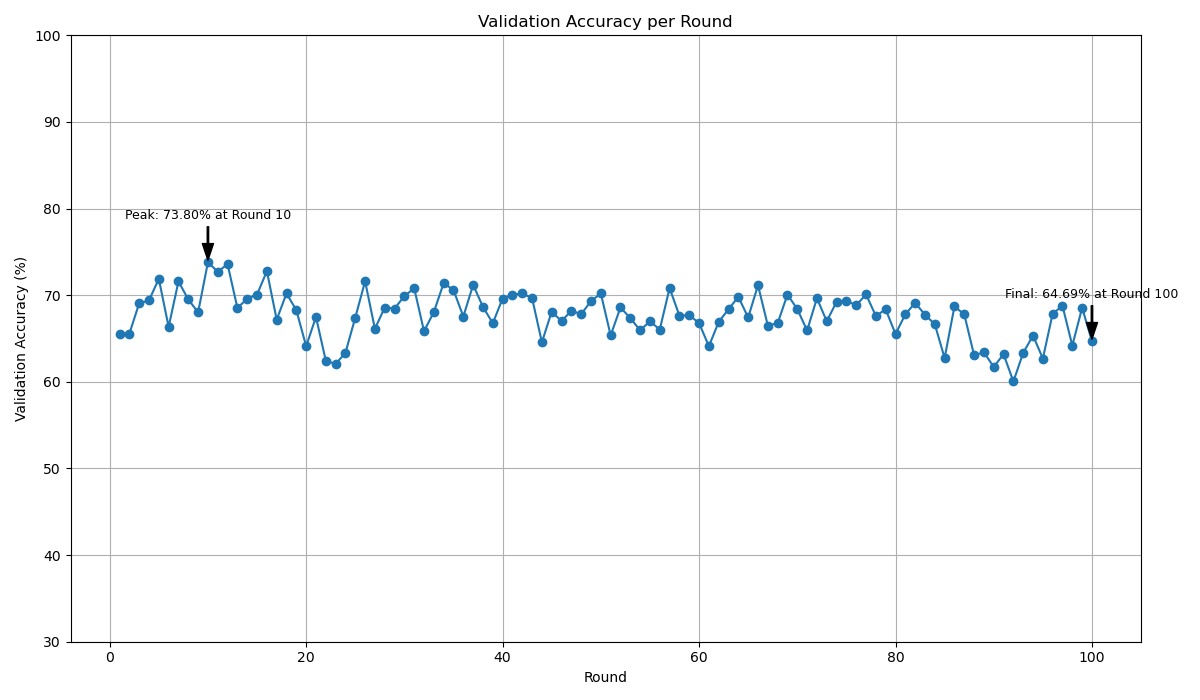 Validation Accuracy per Round
100
90
80
70
60
50
40
30
Validation Accuracy (%)
Peak: 73.80% at Round 10
Final: 64.69% at Round 100
0 20 40 60 80 100
Round